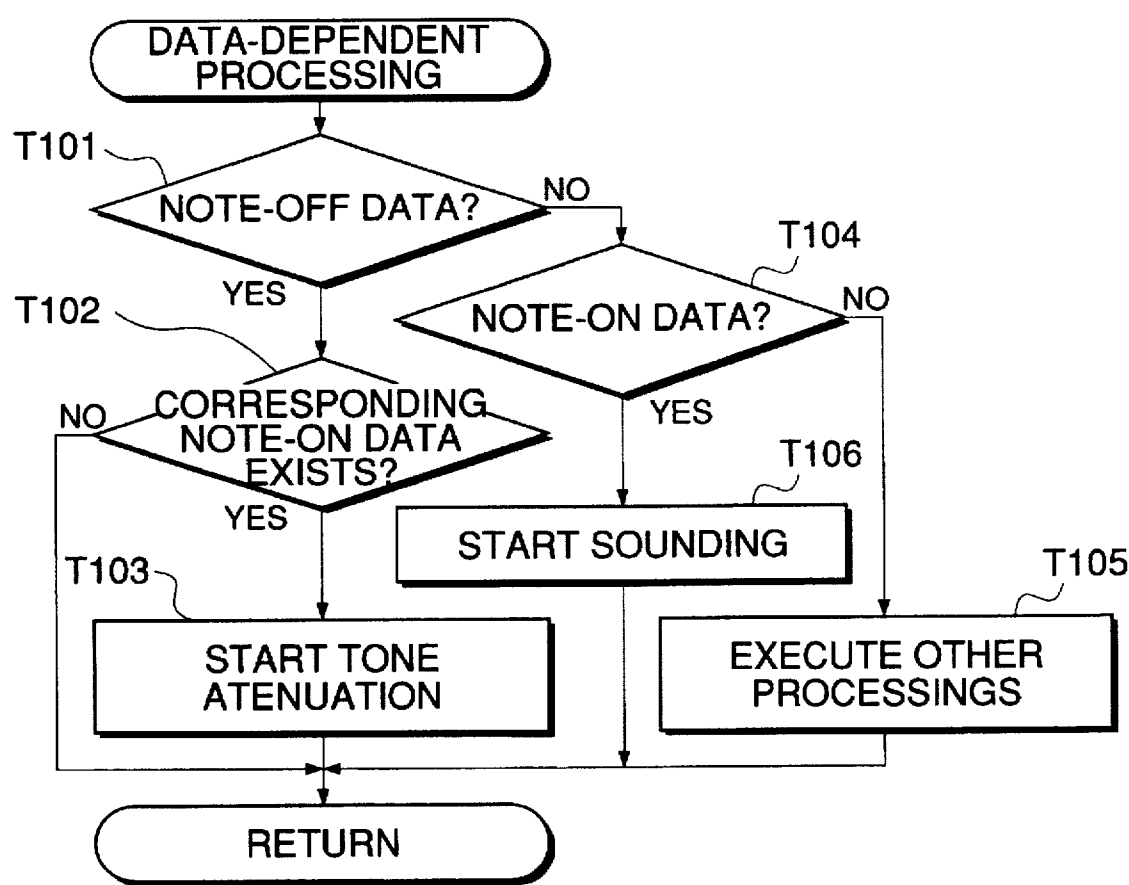 DATA-DEPENDENT
PROCESSING
T101
NOTE-OFF DATA?
NO
YES
T104
NOTE-ON DATA?
NO
YES
T102
CORRESPONDING
NOTE-ON DATA
EXISTS?
NO
YES
T106
START SOUNDING
T103
START TONE
ATENUATION
T105
EXECUTE OTHER
PROCESSINGS
RETURN